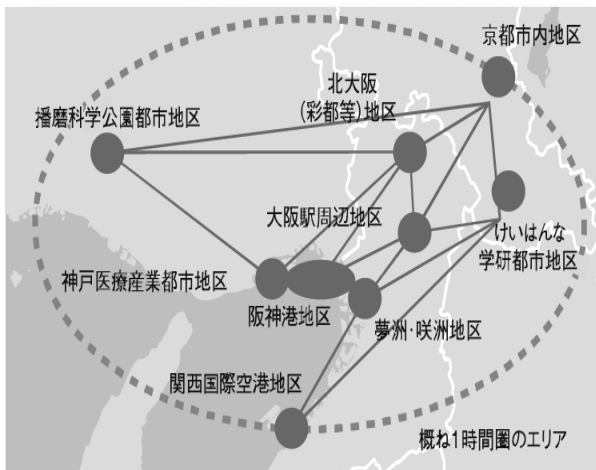 京都市内地区
北大阪
(彩都等)地区
播磨科学公園都市地区
大阪駅周辺地区
けいはんな
学研都市地区
神戸医療産業都市地区
阪神港地区
夢洲・咲洲地区
関西国際空港地区
概ね1時間圏のエリア